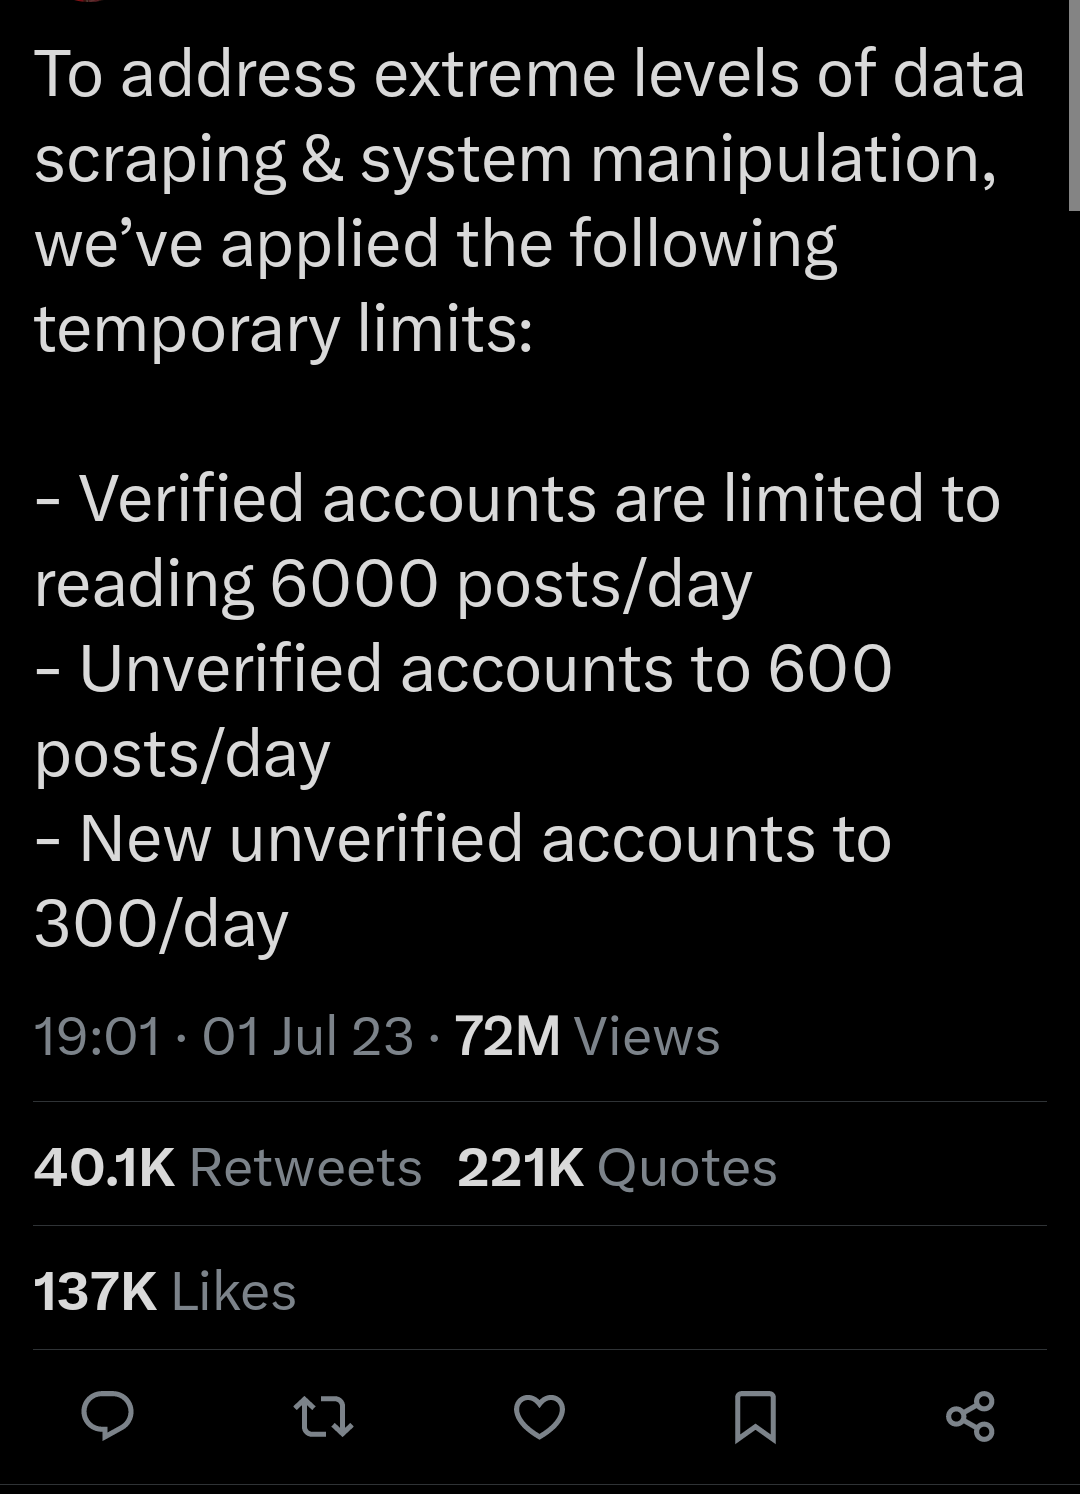 To address extreme levels of data
scraping & system manipulation,
we’ve applied the following
temporary limits:
- Verified accounts are limited to
reading 6000 posts/day
- Unverified accounts to 600
posts/day
- New unverified accounts to
300/day
19:01 · 01 Jul 23 · 72M Views
40.1K Retweets 221K Quotes
137K Likes